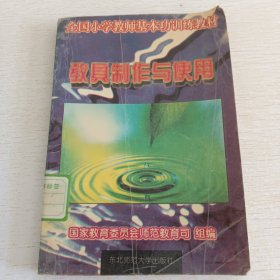 全国小学教师基本功训练教材
教具制作与使用
国家教育委员会师范教育司 组编
东北师范大学出版社